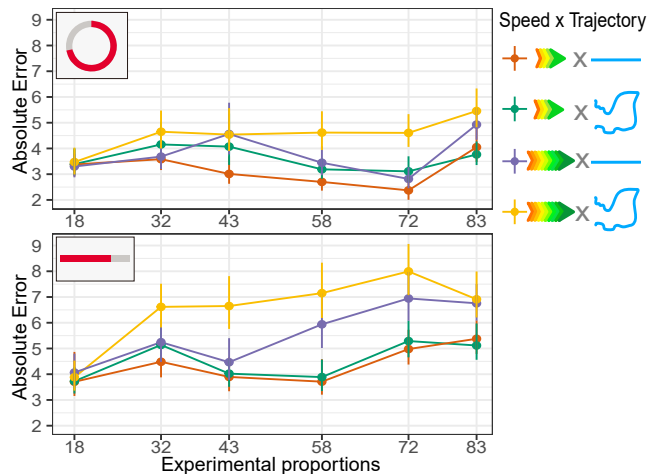 Speed x Trajectory
Absolute Error
9
8
7
6
5
4
3
2
18 32 43 58 72 83
X
X
X
X
Absolute Error
9
8
7
6
5
4
3
2
18 32 43 58 72 83
Experimental proportions